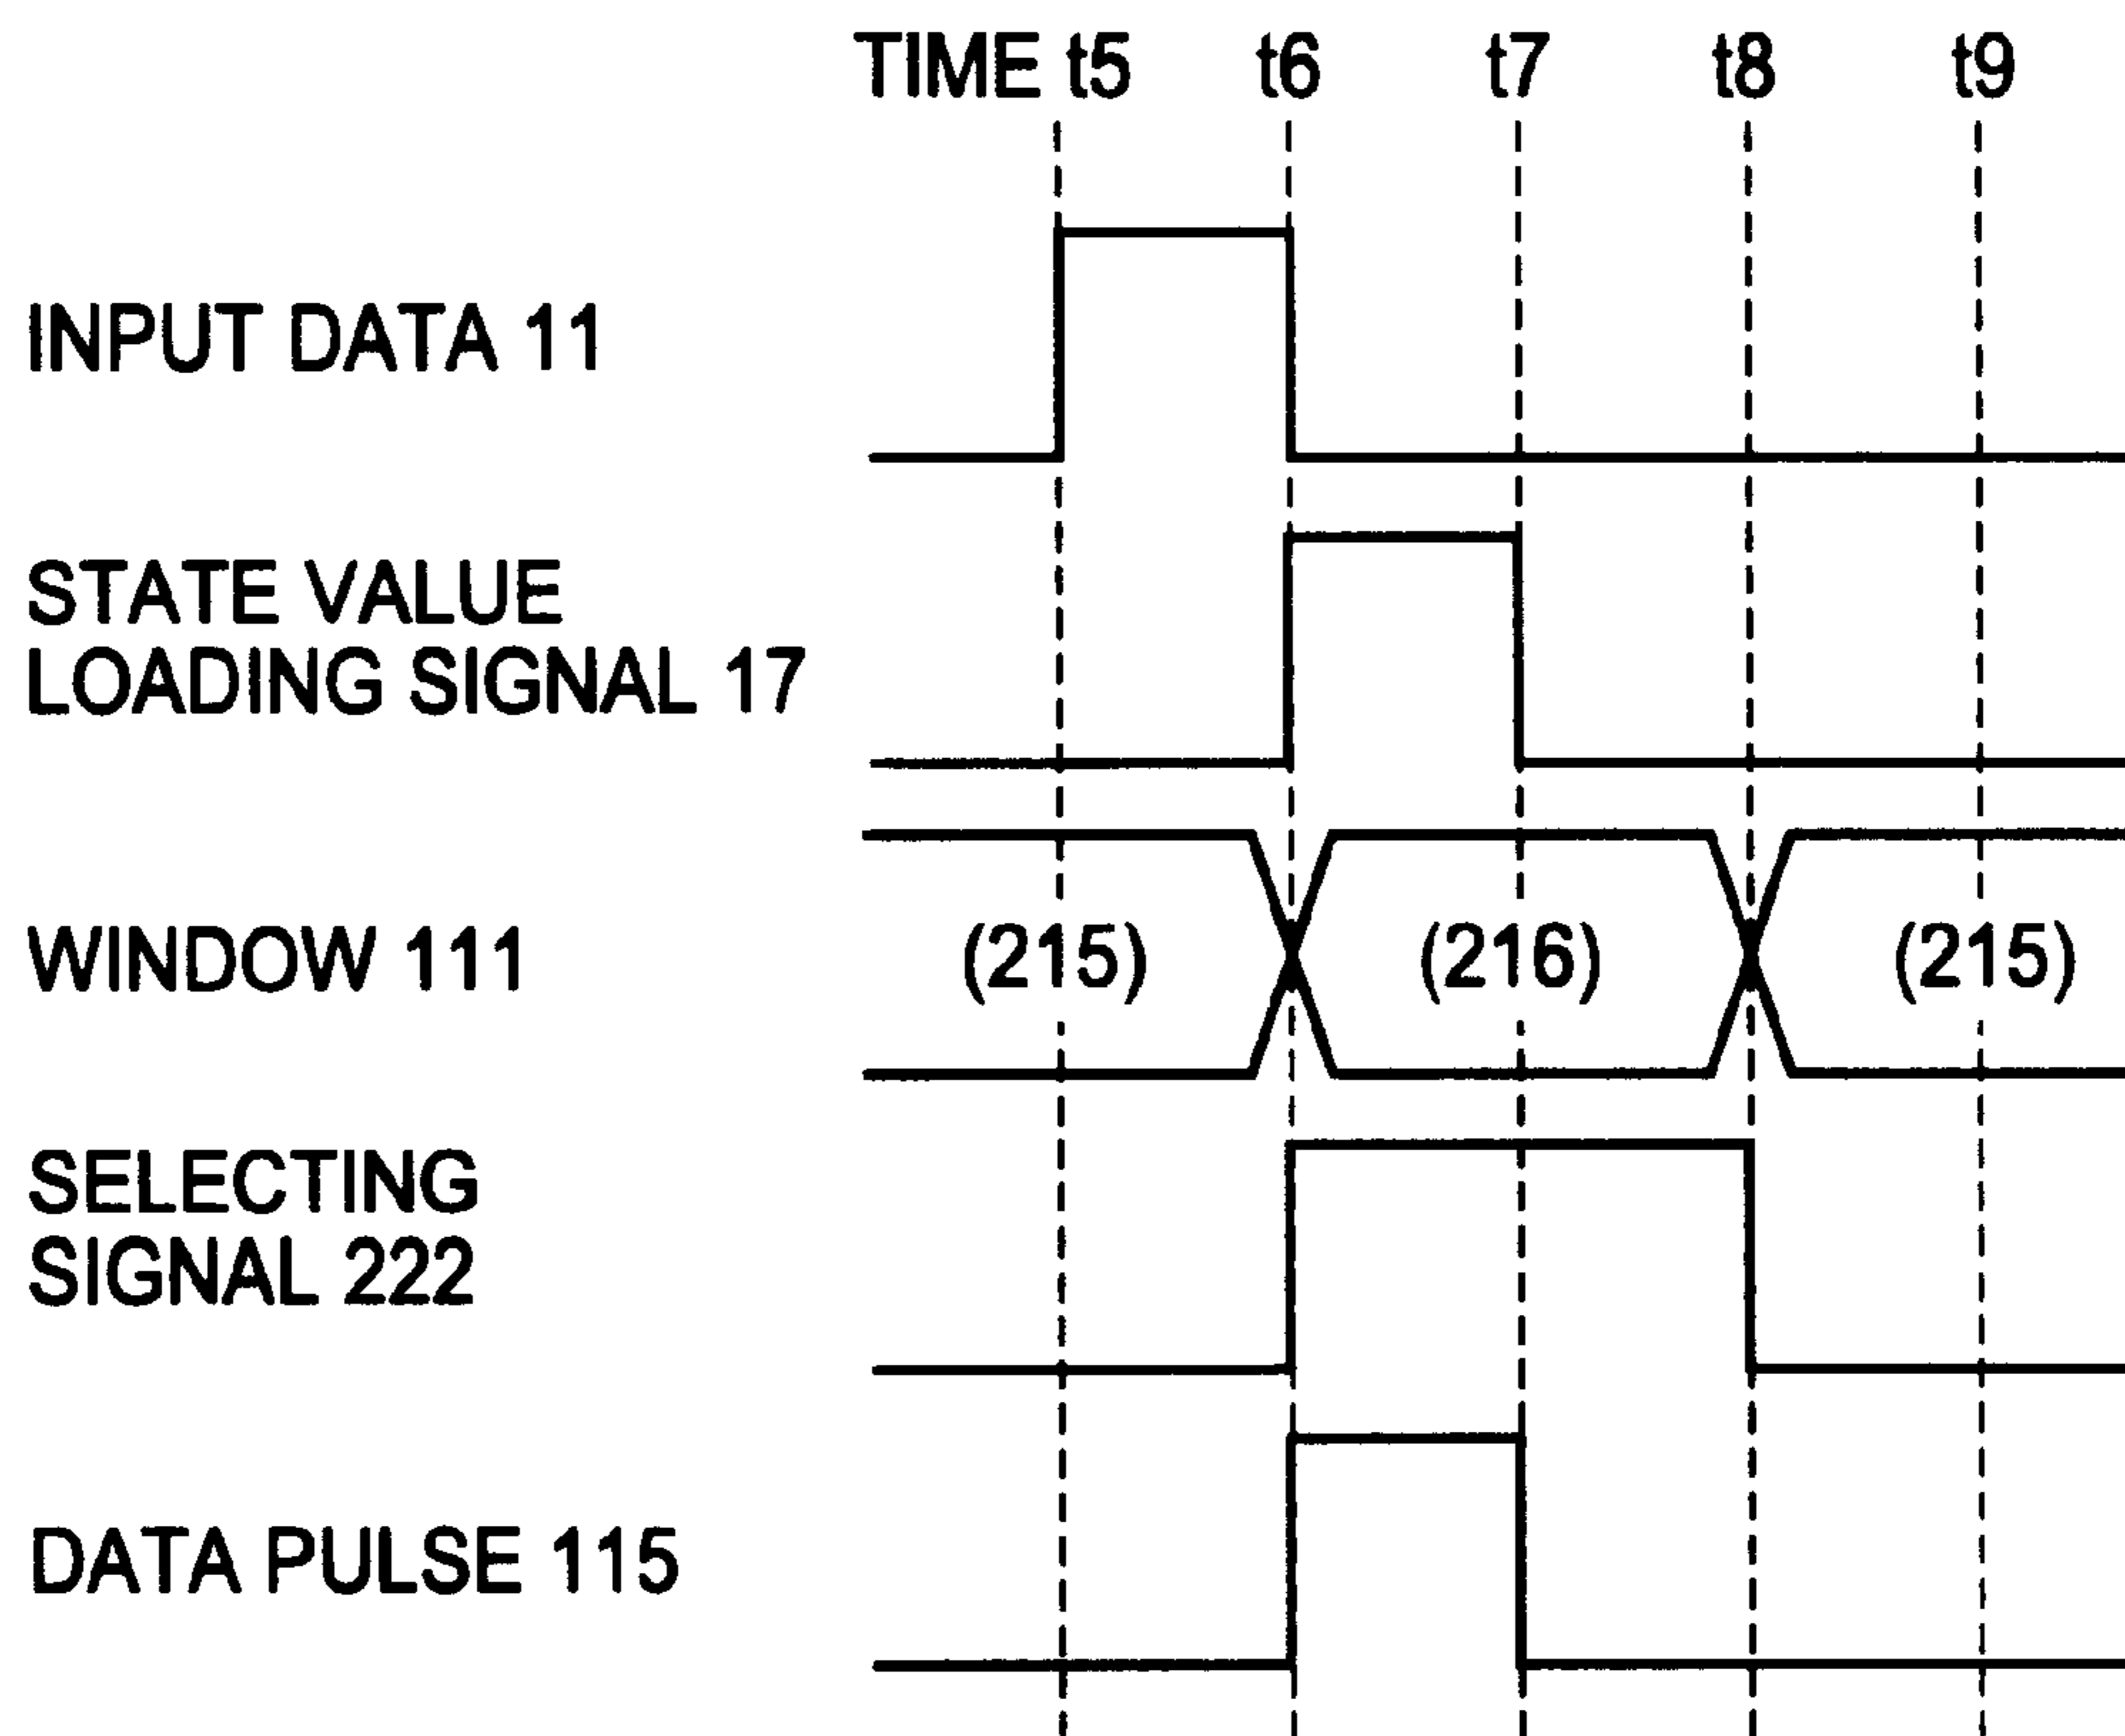 TIME t5 t6 t7 t8 t9
INPUT DATA 11
STATE VALUE
LOADING SIGNAL 17
WINDOW 111 (215) (216) (215)
SELECTING
SIGNAL 222
DATA PULSE 115